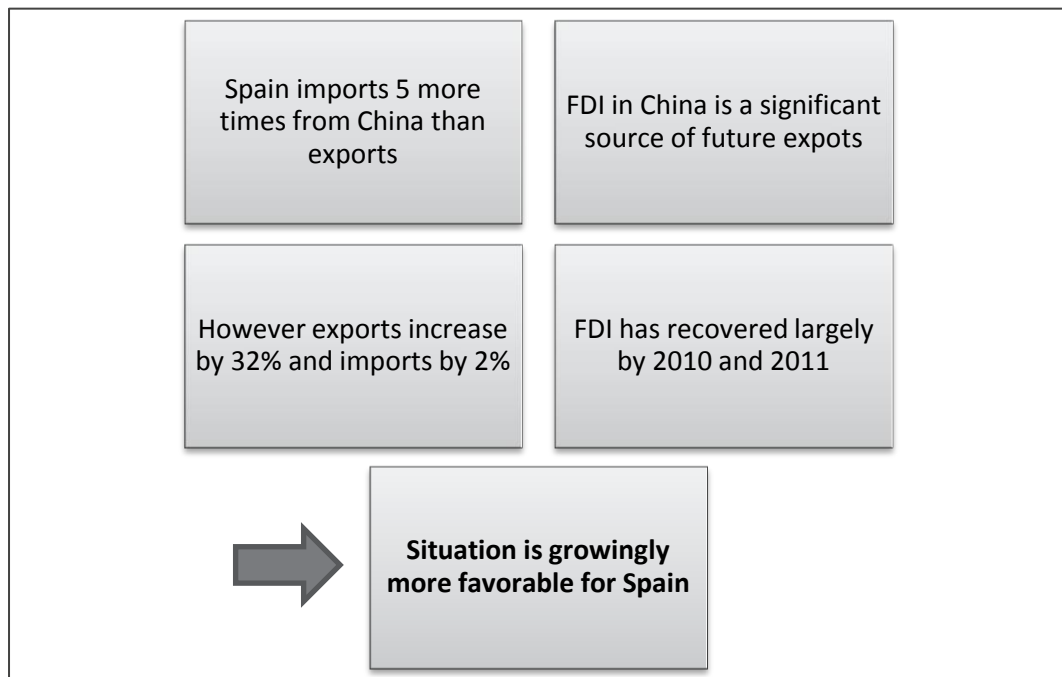 Spain imports 5 more
times from China than
exports
FDI in China is a significant
source of future expots
However exports increase
by 32% and imports by 2%
FDI has recovered largely
by 2010 and 2011
Situation is growingly
more favorable for Spain